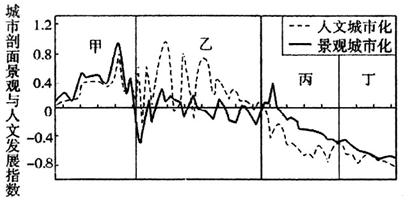 城市剖面景观与人文发展指数
1.2
0.8
0.4
0
-0.4
-0.8
甲
乙
丙
丁
人文城市化
景观城市化